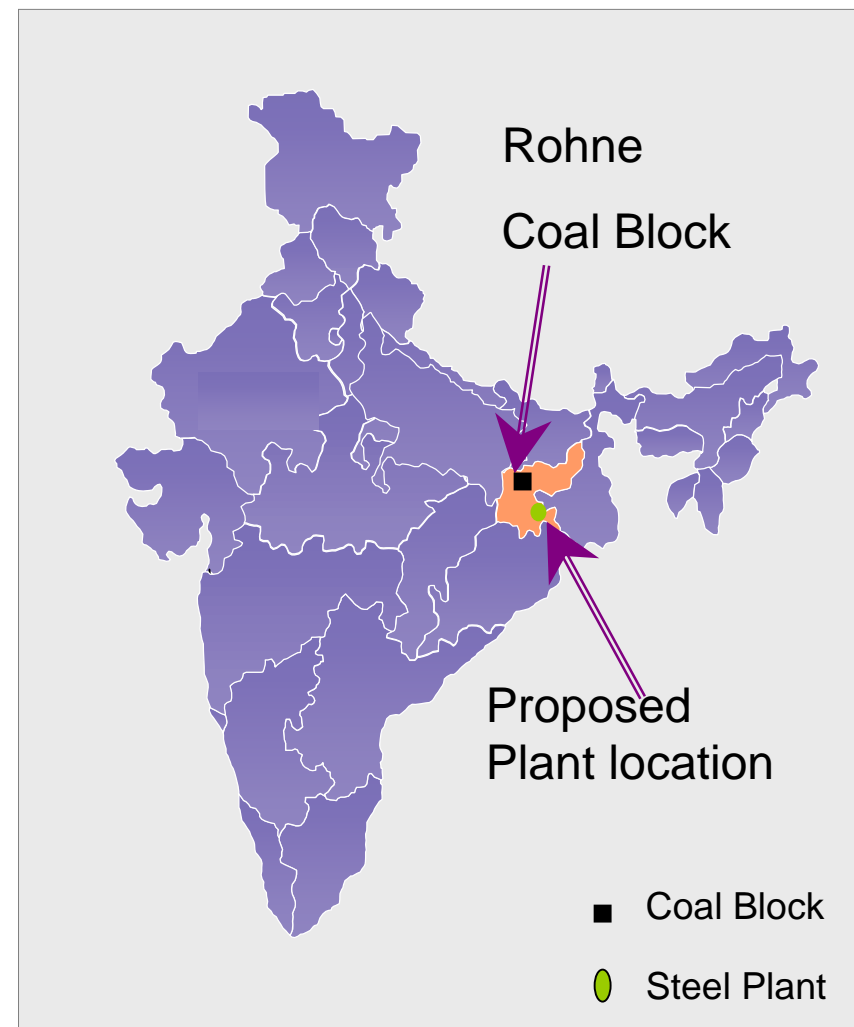 Rohne
Coal Block
Proposed
Plant location
Coal Block
Steel Plant